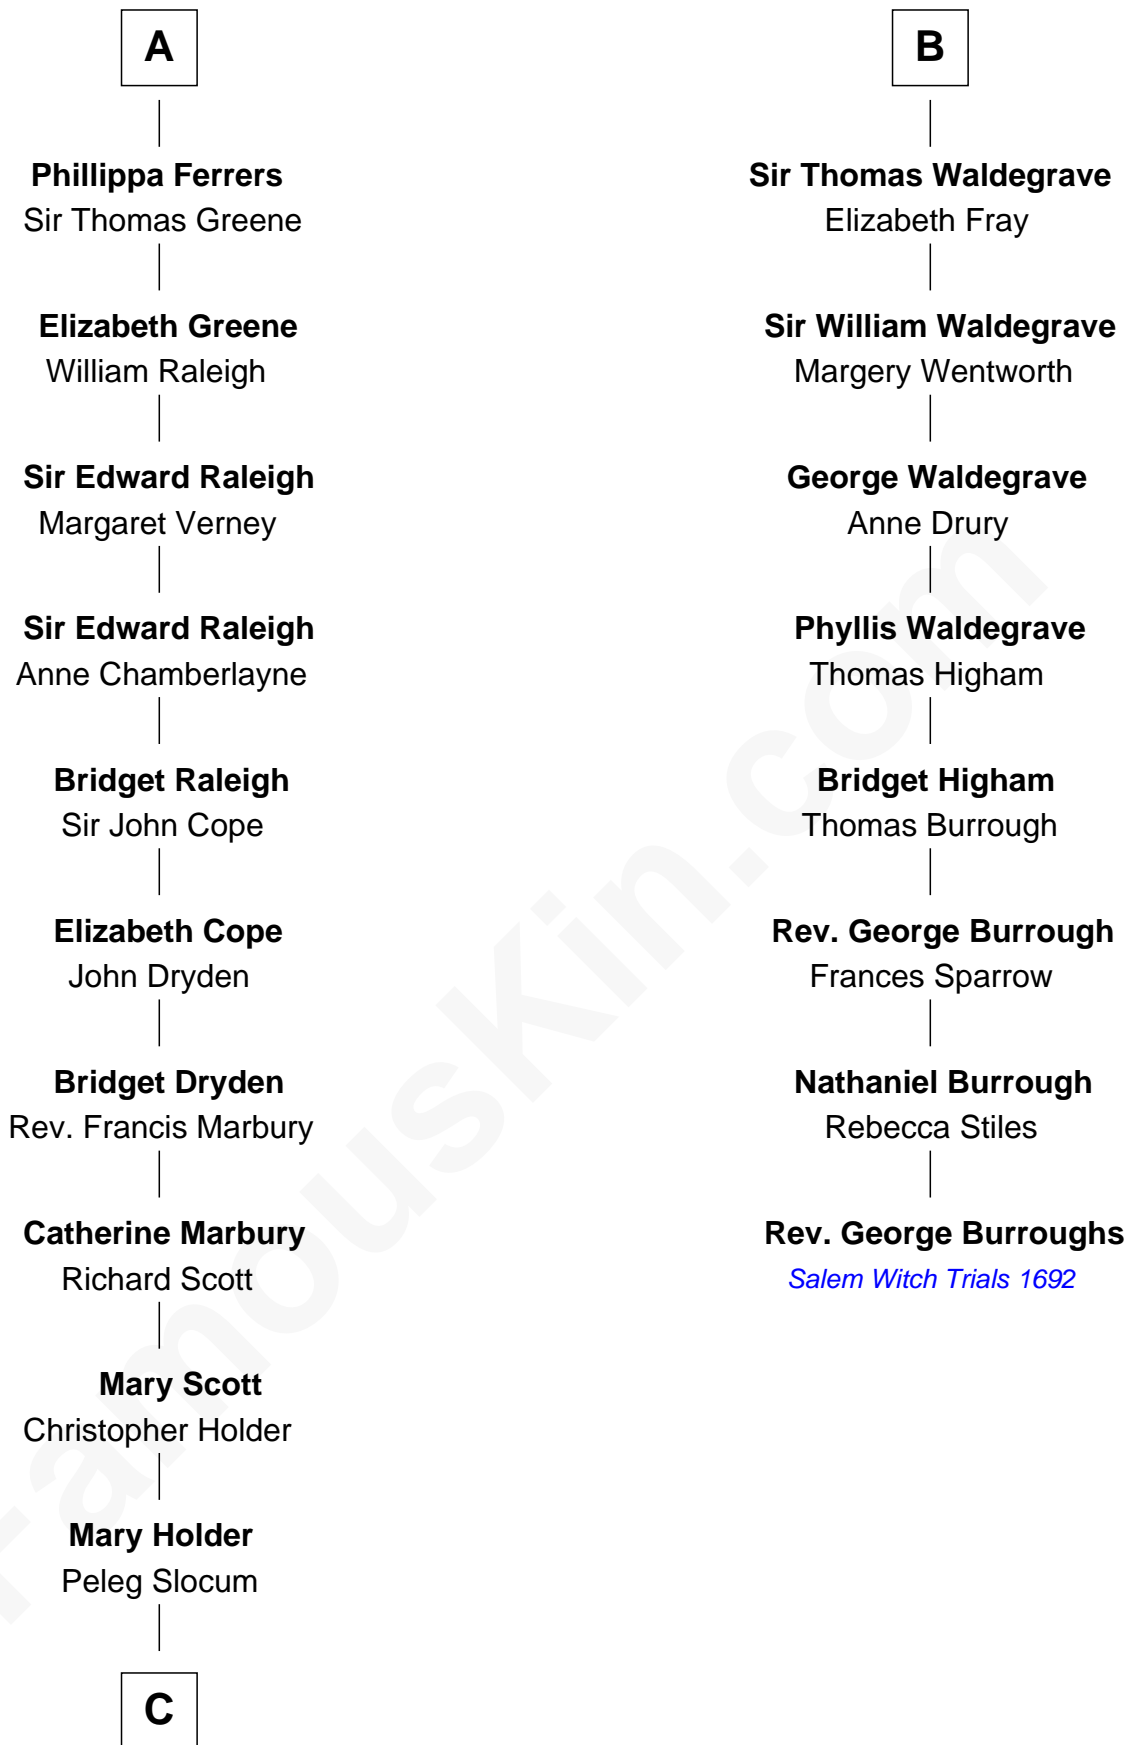 A
Phillippa Ferrers
Sir Thomas Greene
Elizabeth Greene
William Raleigh
Sir Edward Raleigh
Margaret Verney
Sir Edward Raleigh
Anne Chamberlayne
Bridget Raleigh
Sir John Cope
Elizabeth Cope
John Dryden
Bridget Dryden
Rev. Francis Marbury
Catherine Marbury
Richard Scott
Mary Scott
Christopher Holder
Mary Holder
Peleg Slocum
C
B
Sir Thomas Waldegrave
Elizabeth Fray
Sir William Waldegrave
Margery Wentworth
George Waldegrave
Anne Drury
Phyllis Waldegrave
Thomas Higham
Bridget Higham
Thomas Burrough
Rev. George Burrough
Frances Sparrow
Nathaniel Burrough
Rebecca Stiles
Rev. George Burroughs
Salem Witch Trials 1692
FamousKin.com